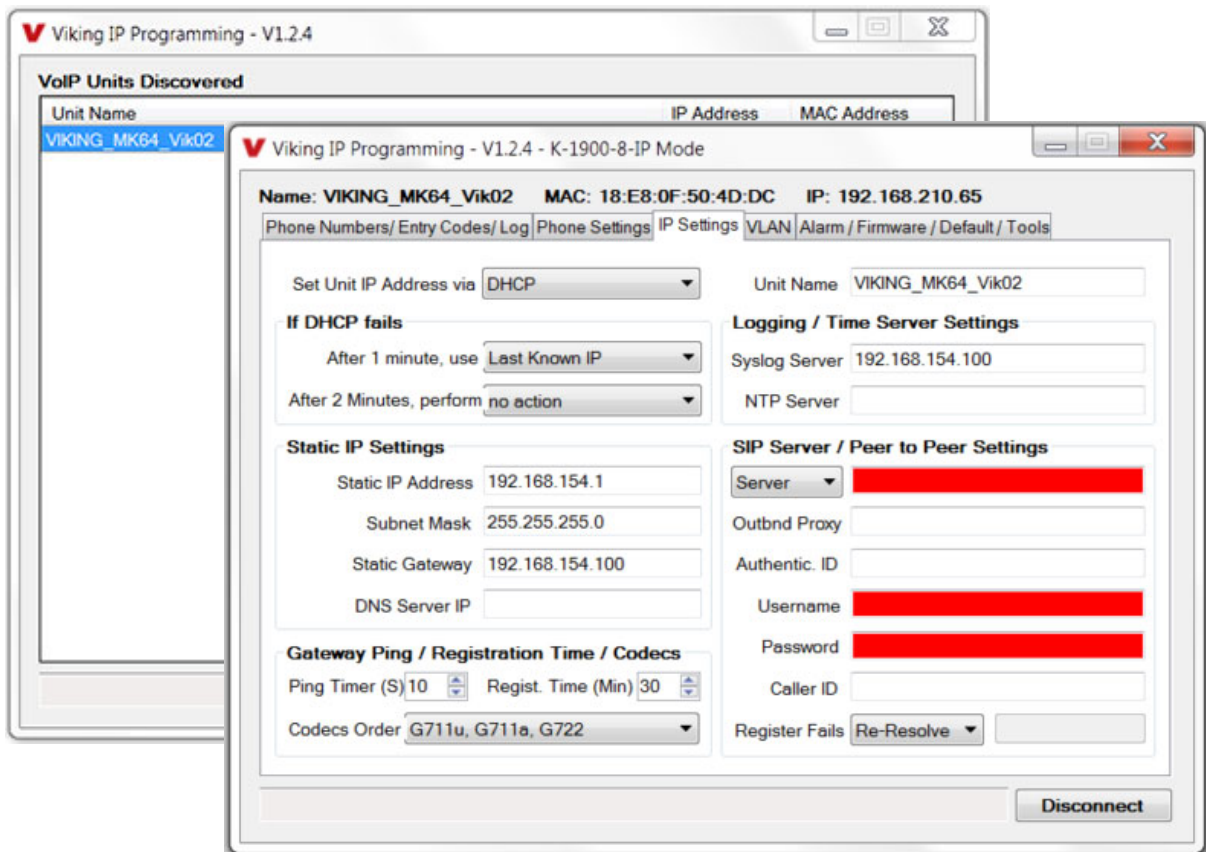 Viking IP Programming - V1.2.4
VoIP Units Discovered
Unit Name IP Address MAC Address
VIKING_MK64_Vik02
Viking IP Programming - V1.2.4 - K-1900-8-IP Mode
Name: VIKING_MK64_Vik02 MAC: 18:E8:0F:50:4D:DC IP: 192.168.210.65
Phone Numbers/ Entry Codes/ Log Phone Settings IP Settings VLAN Alarm / Firmware / Default / Tools
Set Unit IP Address via DHCP
If DHCP fails
After 1 minute, use Last Known IP
After 2 Minutes, perform no action
Static IP Settings
Static IP Address 192.168.154.1
Subnet Mask 255.255.255.0
Static Gateway 192.168.154.100
DNS Server IP
Gateway Ping / Registration Time / Codecs
Ping Timer (S) 10 Regist. Time (Min) 30
Codecs Order G711u, G711a, G722
Unit Name VIKING_MK64_Vik02
Logging / Time Server Settings
Syslog Server 192.168.154.100
NTP Server
SIP Server / Peer to Peer Settings
Server
Outbnd Proxy
Authentic. ID
Username
Password
Caller ID
Register Fails Re-Resolve
Disconnect